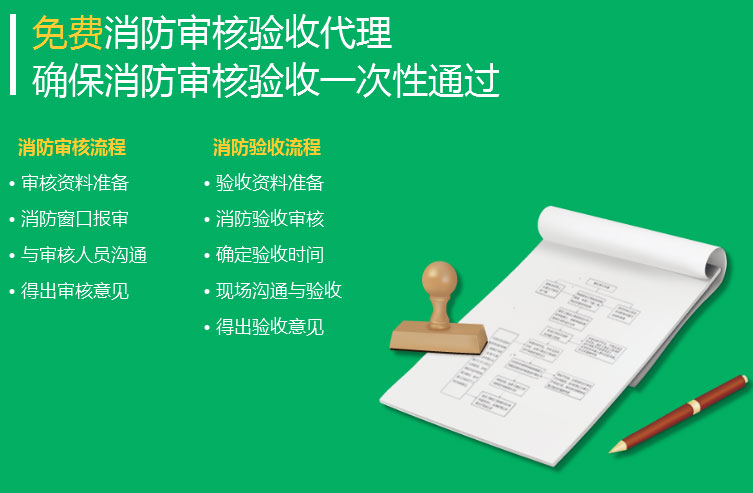 免费消防审核验收代理
确保消防审核验收一次性通过
消防审核流程
• 审核资料准备
• 消防窗口报审
• 与审核人员沟通
• 得出审核意见
消防验收流程
• 验收资料准备
• 消防验收审核
• 确定验收时间
• 现场沟通与验收
• 得出验收意见